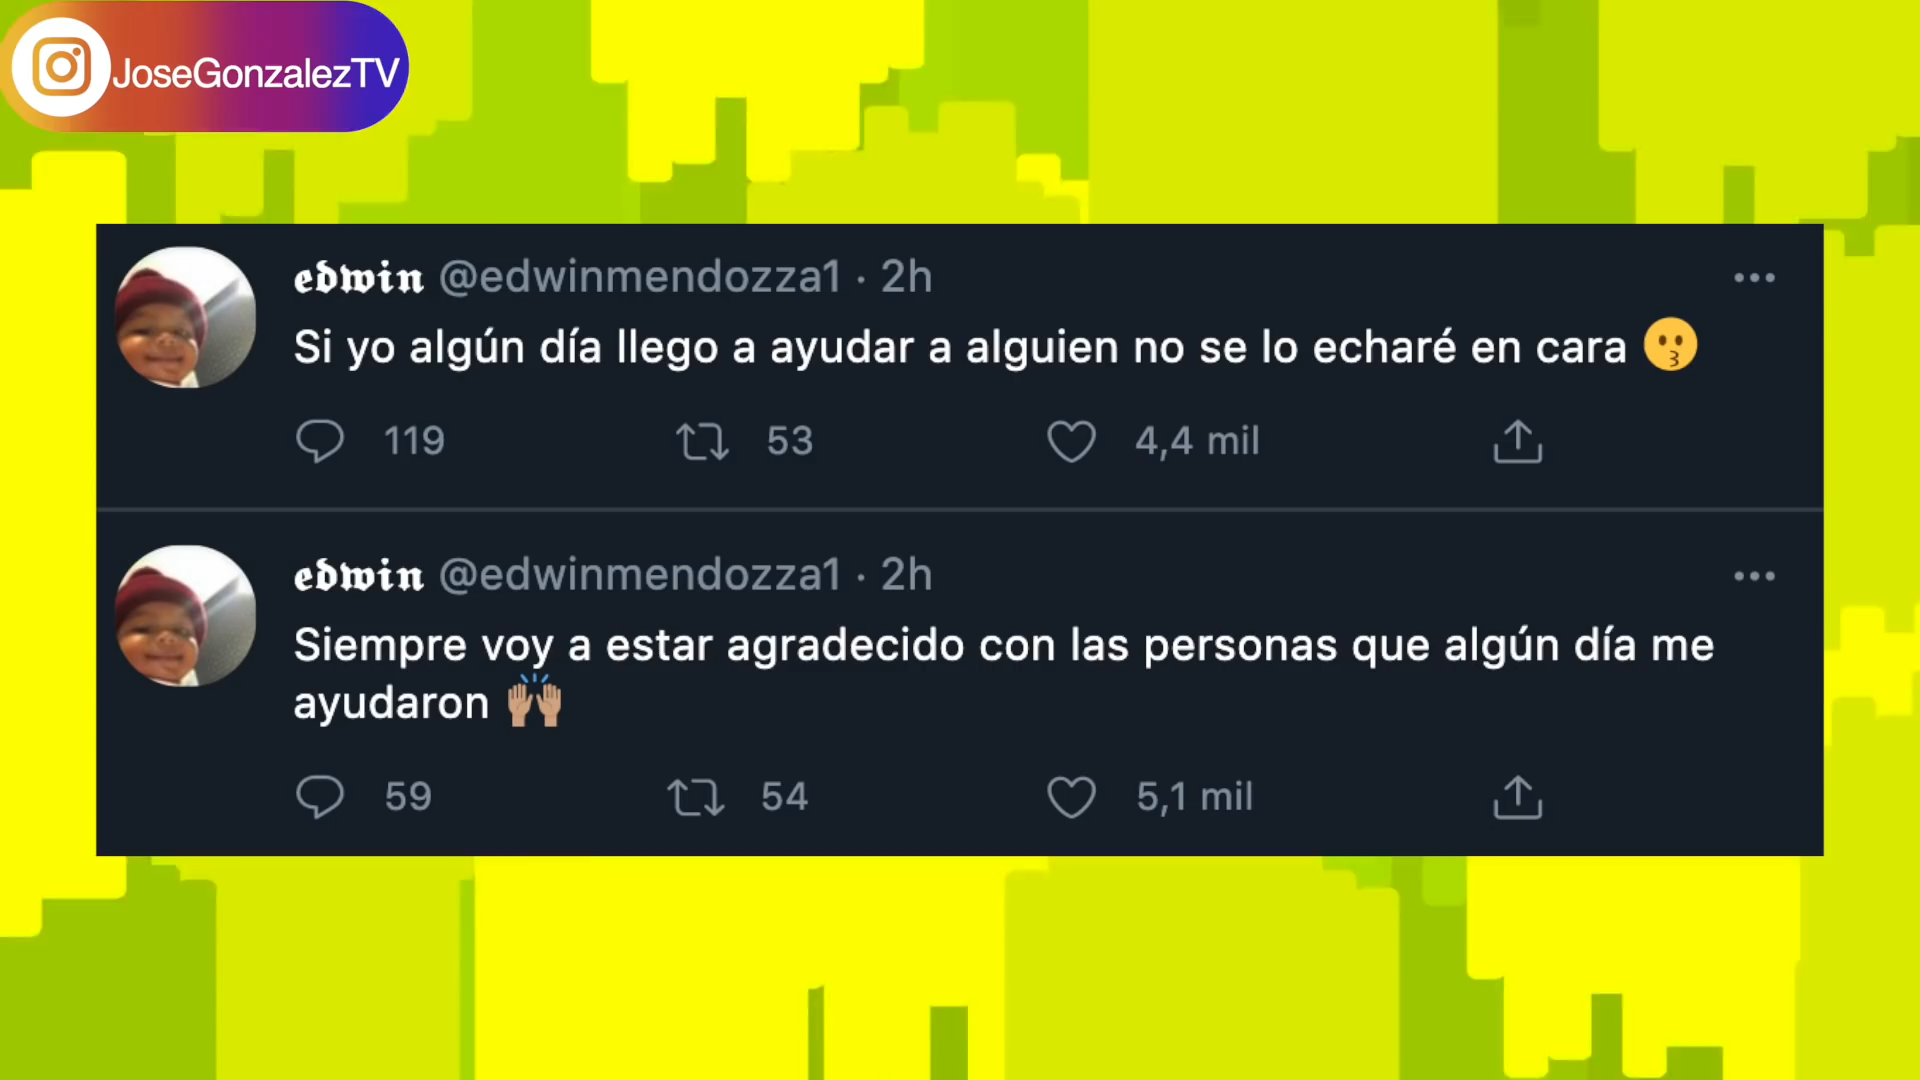 JoseGonzalezTV
edwin @edwinmendozza1 · 2h
Si yo algún día llego a ayudar a alguien no se lo echaré en cara 😗
119 53 4,4 mil
edwin @edwinmendozza1 · 2h
Siempre voy a estar agradecido con las personas que algún día me
ayudaron 🙌🏽
59 54 5,1 mil